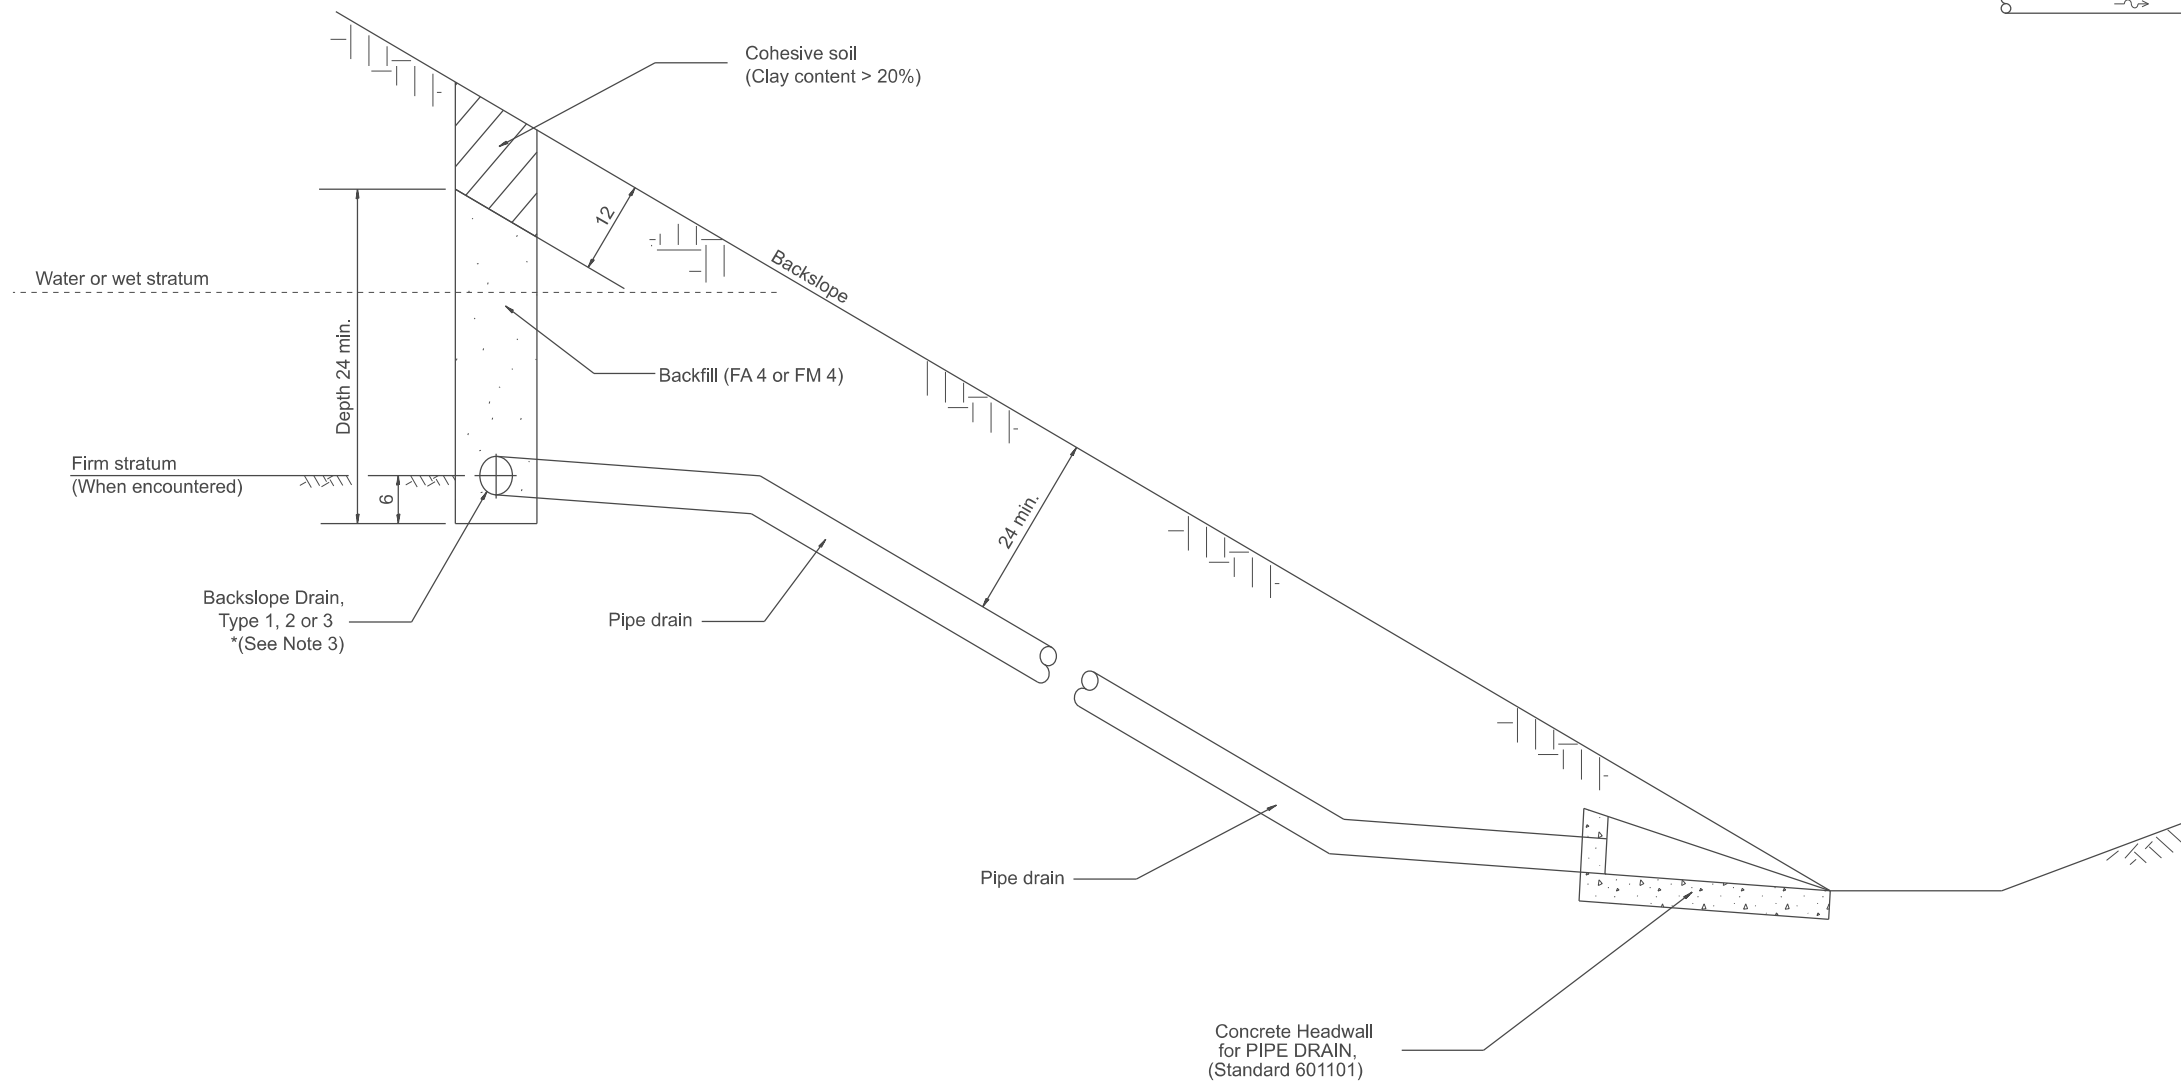 Cohesive soil
(Clay content > 20%)
12
Backslope
Water or wet stratum
Depth 24 min.
Backfill (FA 4 or FM 4)
Firm stratum
(When encountered)
6
24 min.
Backslope Drain,
Type 1, 2 or 3
*(See Note 3)
Pipe drain
Pipe drain
Concrete Headwall
for PIPE DRAIN,
(Standard 601101)